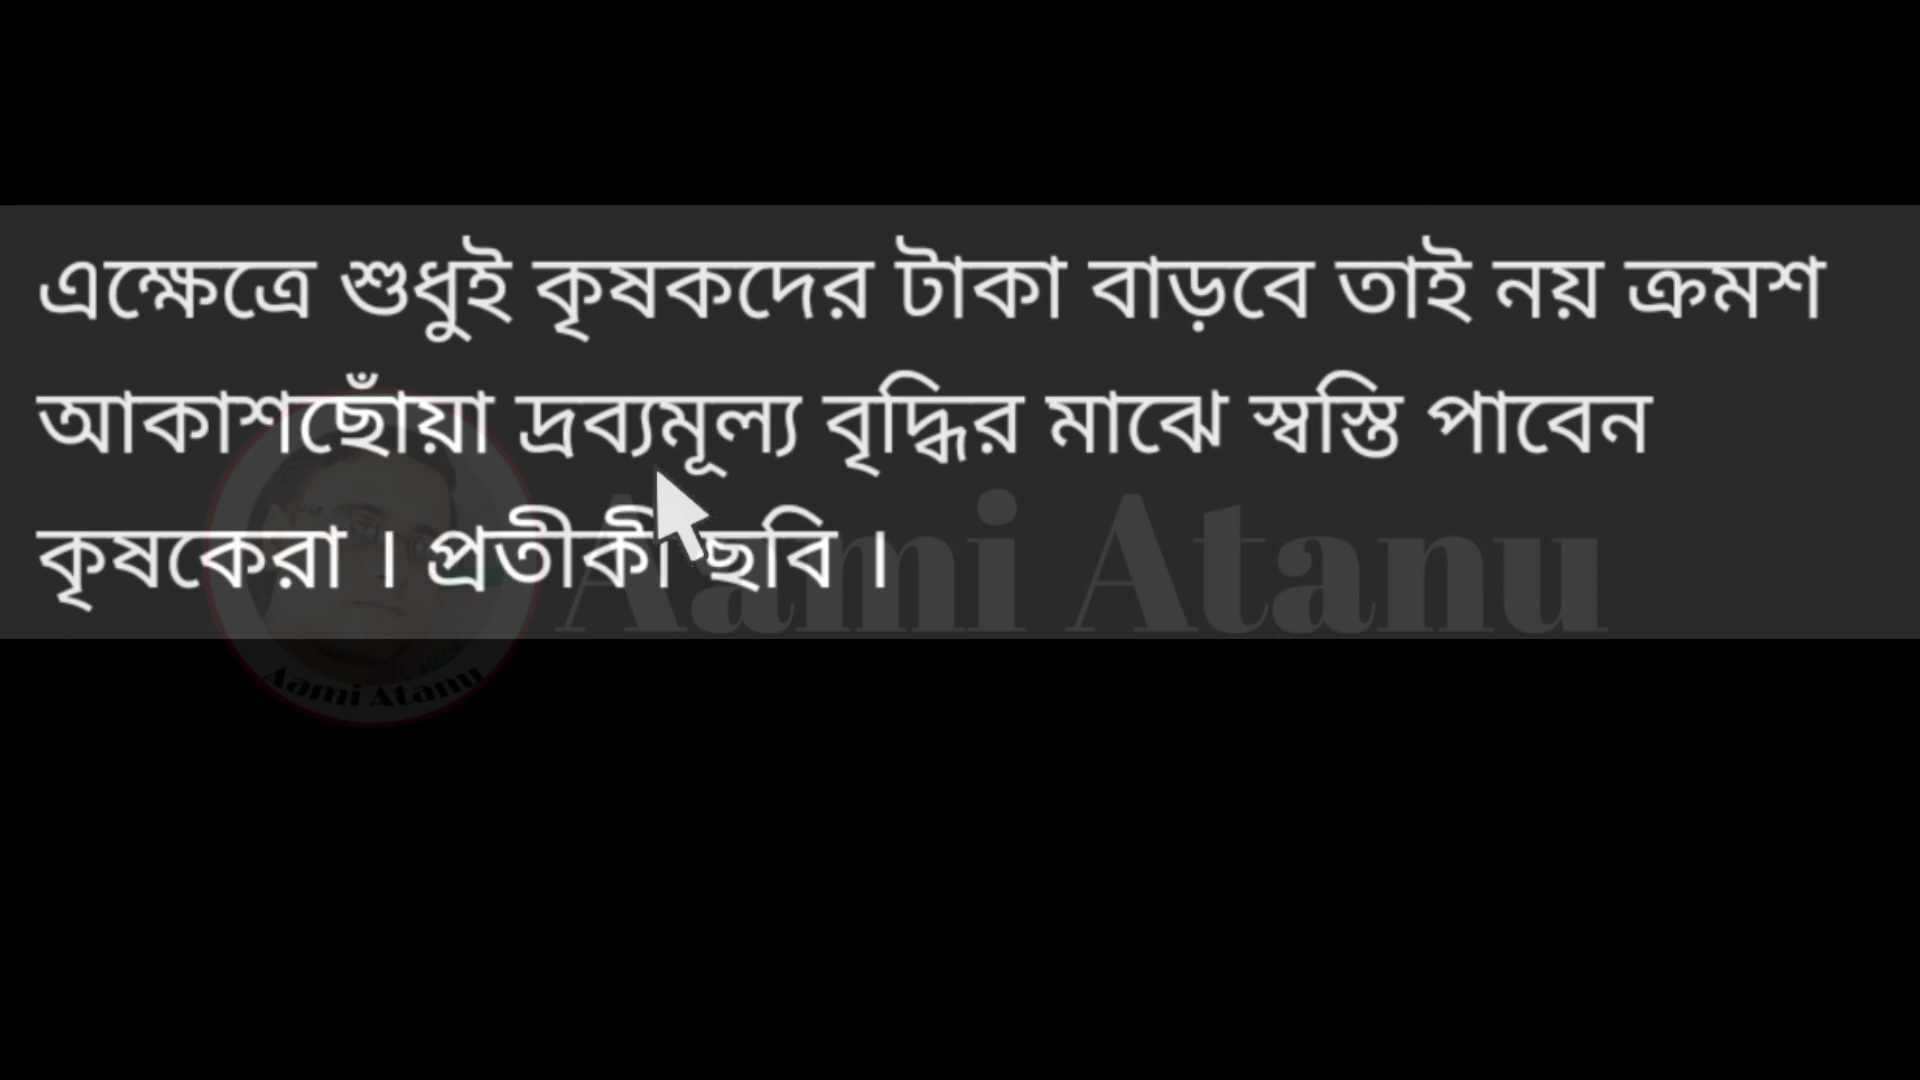 এক্ষেত্রে শুধুই কৃষকদের টাকা বাড়বে তাই নয় ক্রমশ
আকাশছোঁয়া দ্রব্যমূল্য বৃদ্ধির মাঝে স্বস্তি পাবেন
কৃষকেরা । প্রতীকী ছবি ।
Aami Atanu
Aami Atanu